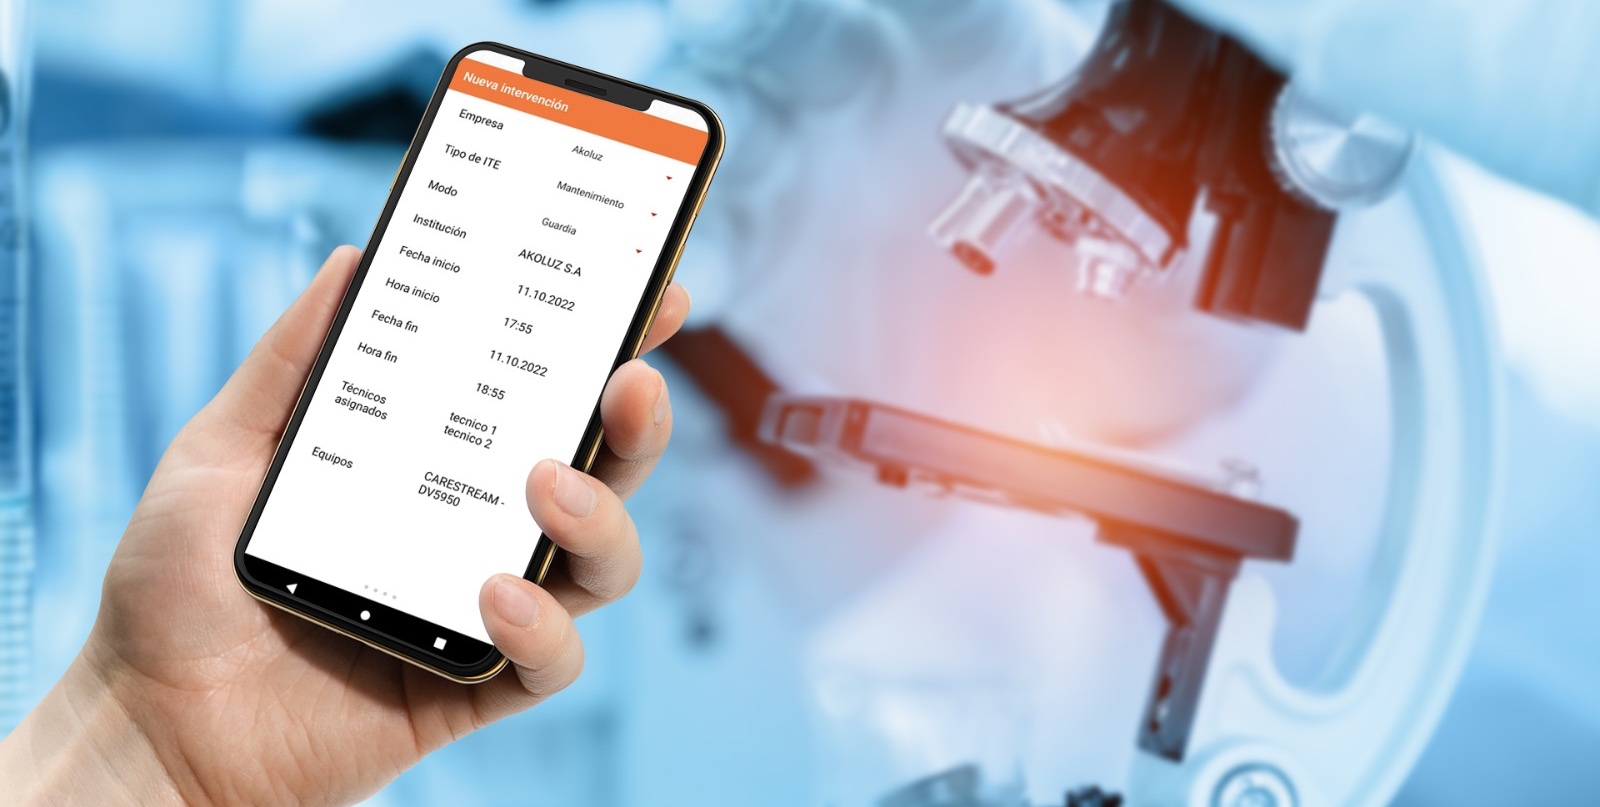 Nueva intervención
Empresa
Akoluz
Tipo de ITE
Mantenimiento
Modo
Guardia
Institución
AKOLUZ S.A
Fecha inicio
11.10.2022
Hora inicio
17:55
Fecha fin
11.10.2022
Hora fin
18:55
Técnicos
asignados
tecnico 1
tecnico 2
Equipos
CARESTREAM -
DV5950